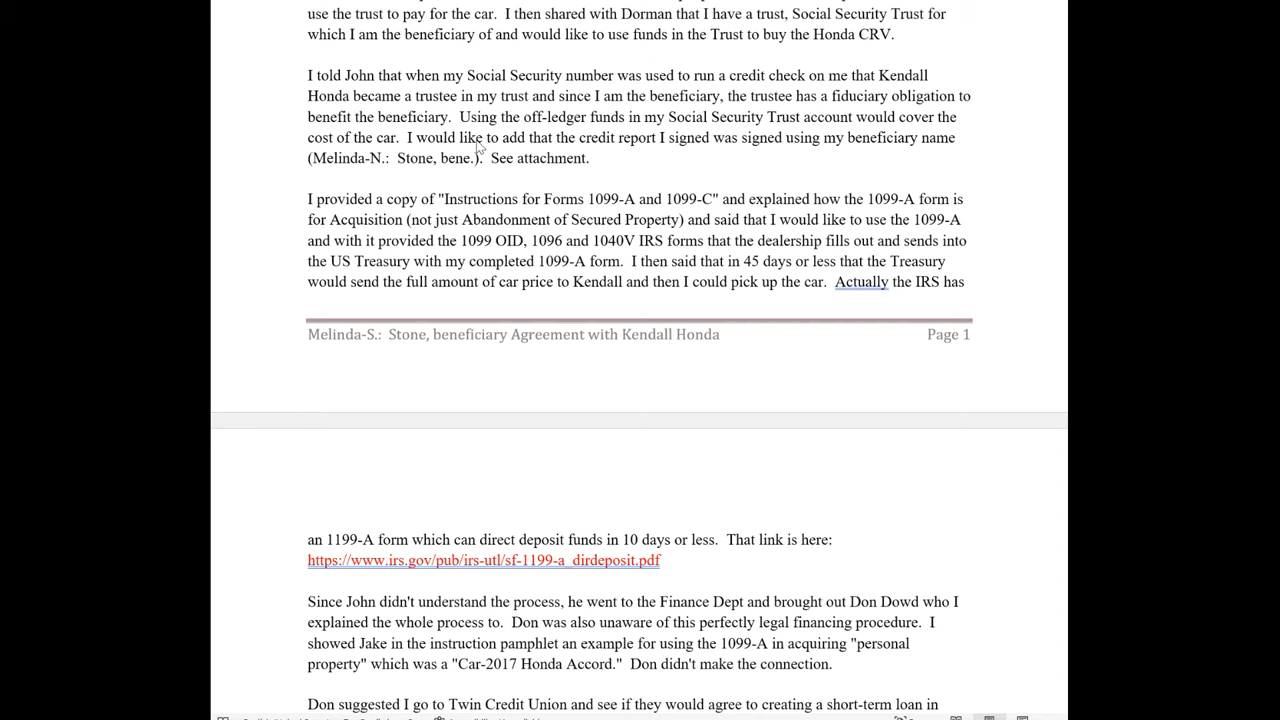 use the trust to pay for the car.  I then shared with Dorman that I have a trust, Social Security Trust for
which I am the beneficiary of and would like to use funds in the Trust to buy the Honda CRV.
I told John that when my Social Security number was used to run a credit check on me that Kendall
Honda became a trustee in my trust and since I am the beneficiary, the trustee has a fiduciary obligation to
benefit the beneficiary.  Using the off-ledger funds in my Social Security Trust account would cover the
cost of the car.  I would like to add that the credit report I signed was signed using my beneficiary name
(Melinda-N.:  Stone, bene.).  See attachment.
I provided a copy of "Instructions for Forms 1099-A and 1099-C" and explained how the 1099-A form is
for Acquisition (not just Abandonment of Secured Property) and said that I would like to use the 1099-A
and with it provided the 1099 OID, 1096 and 1040V IRS forms that the dealership fills out and sends into
the US Treasury with my completed 1099-A form.  I then said that in 45 days or less that the Treasury
would send the full amount of car price to Kendall and then I could pick up the car.  Actually the IRS has
Melinda-S.:  Stone, beneficiary Agreement with Kendall Honda Page 1
an 1199-A form which can direct deposit funds in 10 days or less.  That link is here:
https://www.irs.gov/pub/irs-utl/sf-1199-a_dirdeposit.pdf
Since John didn't understand the process, he went to the Finance Dept and brought out Don Dowd who I
explained the whole process to.  Don was also unaware of this perfectly legal financing procedure.  I
showed Jake in the instruction pamphlet an example for using the 1099-A in acquiring "personal
property" which was a "Car-2017 Honda Accord."  Don didn't make the connection.
Don suggested I go to Twin Credit Union and see if they would agree to creating a short-term loan in